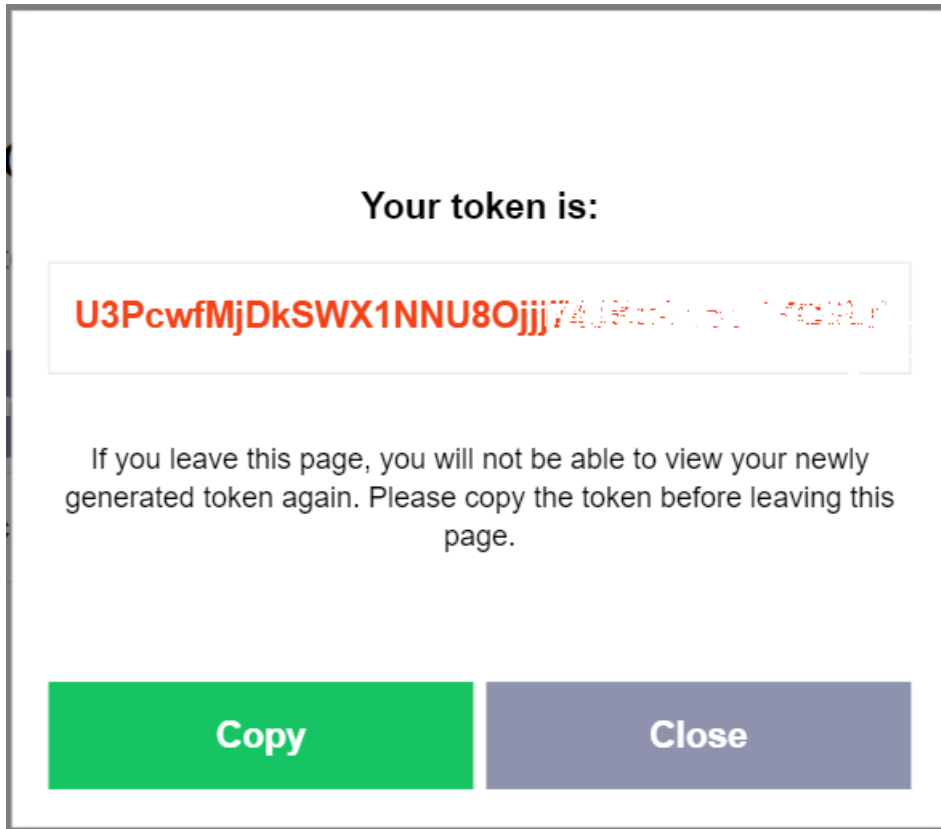 Your token is:
If you leave this page, you will not be able to view your newly
generated token again. Please copy the token before leaving this
page.
Copy
Close